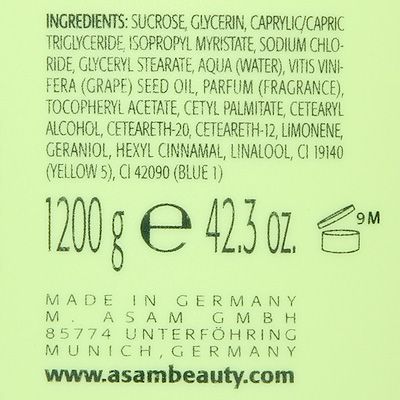 INGREDIENTS: SUCROSE, GLYCERIN, CAPRYLIC/CAPRIC
TRIGLYCERIDE, ISOPROPYL MYRISTATE, SODIUM CHLO-
RIDE, GLYCERYL STEARATE, AQUA (WATER), VITIS VINI-
FERA (GRAPE) SEED OIL, PARFUM (FRAGRANCE),
TOCOPHERYL ACETATE, CETYL PALMITATE, CETEARYL
ALCOHOL, CETEARETH-20, CETEARETH-12, LIMONENE,
GERANIOL, HEXYL CINNAMAL, LINALOOL, CI 19140
(YELLOW 5), CI 42090 (BLUE 1)
1200 g ℮ 42.3 oz. 9M
MADE IN GERMANY
M. ASAM GMBH
85774 UNTERFÖHRING
MUNICH, GERMANY
www.asambeauty.com